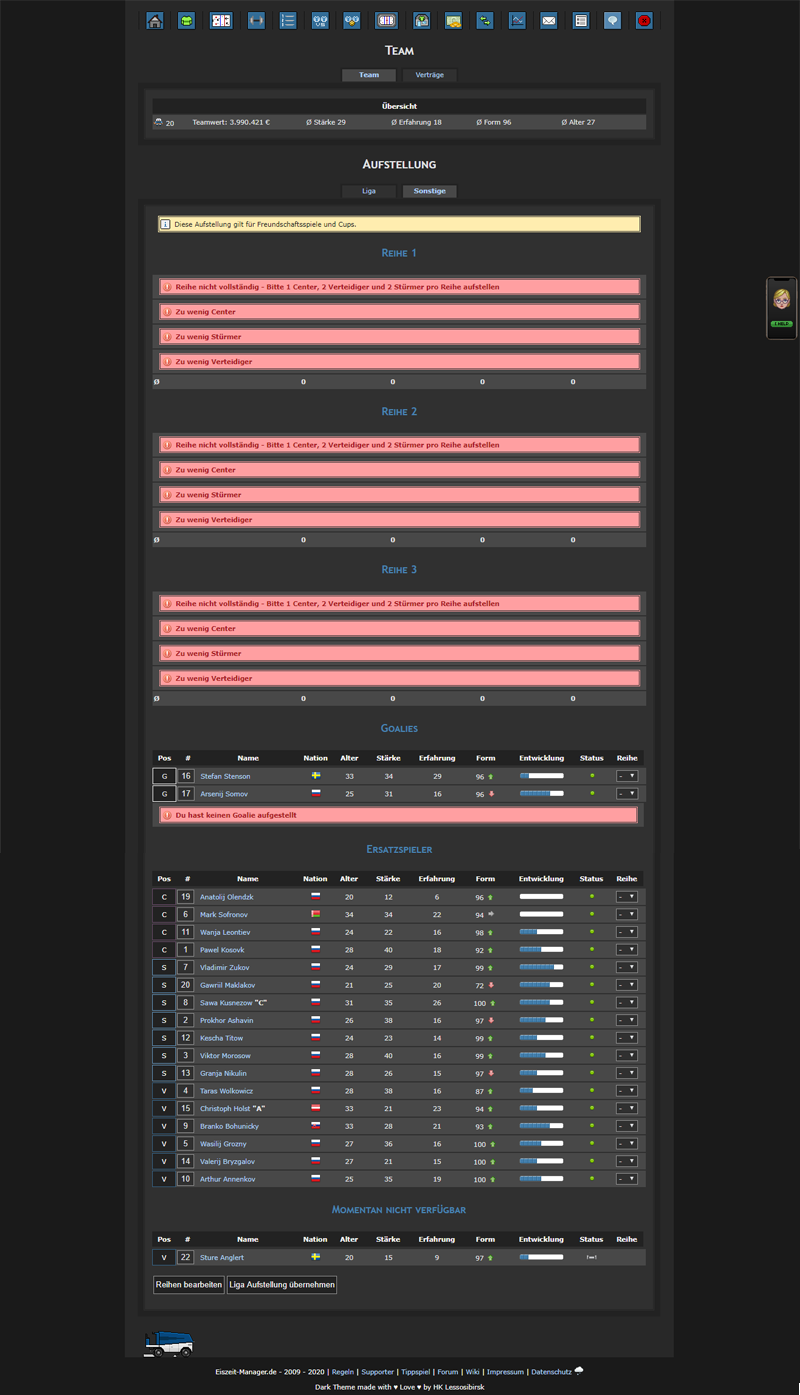 Team
Team Verträge
Übersicht
20 Teamwert: 3.990.421 € Ø Stärke 29 Ø Erfahrung 18 Ø Form 96 Ø Alter 27
Aufstellung
Liga Sonstige
Diese Aufstellung gilt für Freundschaftsspiele und Cups.
Reihe 1
Reihe nicht vollständig - Bitte 1 Center, 2 Verteidiger und 2 Stürmer pro Reihe aufstellen
Zu wenig Center
Zu wenig Stürmer
Zu wenig Verteidiger
Ø 0 0 0 0
Reihe 2
Reihe nicht vollständig - Bitte 1 Center, 2 Verteidiger und 2 Stürmer pro Reihe aufstellen
Zu wenig Center
Zu wenig Stürmer
Zu wenig Verteidiger
Ø 0 0 0 0
Reihe 3
Reihe nicht vollständig - Bitte 1 Center, 2 Verteidiger und 2 Stürmer pro Reihe aufstellen
Zu wenig Center
Zu wenig Stürmer
Zu wenig Verteidiger
Ø 0 0 0 0
Goalies
Pos # Name Nation Alter Stärke Erfahrung Form Entwicklung Status Reihe
G 16 Stefan Stenson 33 34 29 96 -
G 17 Arsenij Somov 25 31 16 96 -
Du hast keinen Goalie aufgestellt
Ersatzspieler
Pos # Name Nation Alter Stärke Erfahrung Form Entwicklung Status Reihe
C 19 Anatolij Olendzk 20 12 6 96 -
C 6 Mark Sofronov 34 34 22 94 -
C 11 Wanja Leontiev 24 22 16 98 -
C 1 Pawel Kosovk 28 40 18 92 -
S 7 Vladimir Zukov 24 29 17 99 -
S 20 Gawriil Maklakov 21 25 20 72 -
S 8 Sawa Kusnezow "C" 31 35 26 100 -
S 2 Prokhor Ashavin 26 38 16 97 -
S 12 Kescha Titow 24 23 14 99 -
S 3 Viktor Morosow 28 40 16 99 -
S 13 Granja Nikulin 28 26 15 97 -
V 4 Taras Wolkowicz 28 38 16 87 -
V 15 Christoph Holst "A" 33 21 23 94 -
V 9 Branko Bohunicky 33 28 21 93 -
V 5 Wasilij Grozny 27 36 16 100 -
V 14 Valerij Bryzgalov 27 21 15 100 -
V 10 Arthur Annenkov 25 35 19 100 -
Momentan nicht verfügbar
Pos # Name Nation Alter Stärke Erfahrung Form Entwicklung Status Reihe
V 22 Sture Anglert 20 15 9 97
Reihen bearbeiten Liga Aufstellung übernehmen
Eiszeit-Manager.de - 2009 - 2020 | Regeln | Supporter | Tippspiel | Forum | Wiki | Impressum | Datenschutz
Dark Theme made with ♥ Love ♥ by HK Lessosibirsk